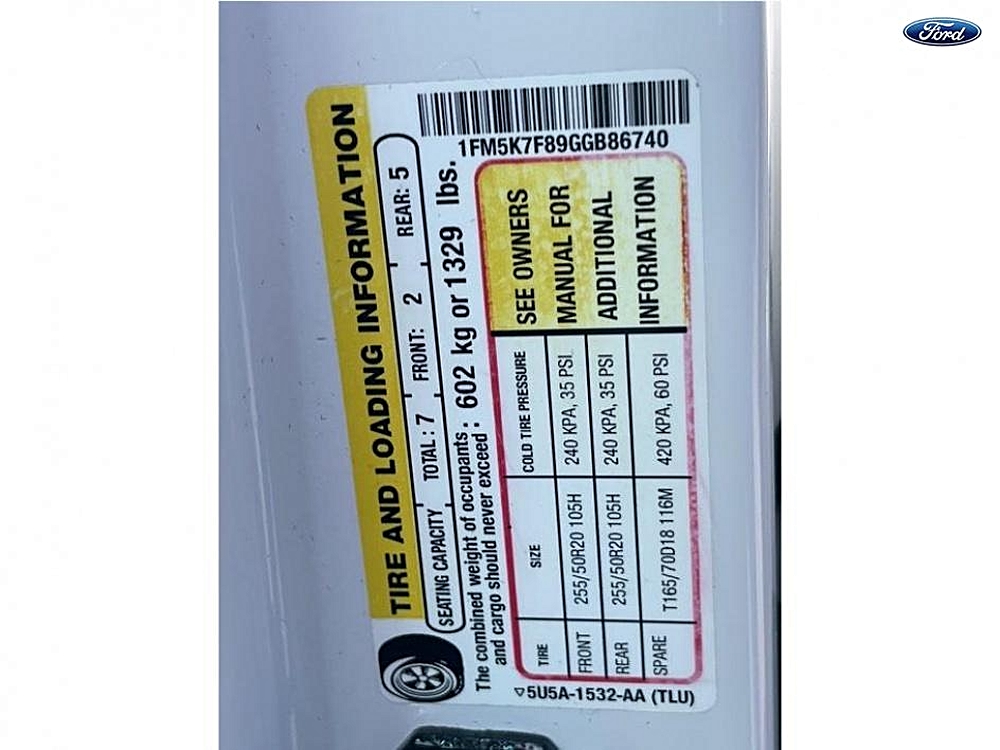 Ford
1FM5K7F89GGB86740
TIRE AND LOADING INFORMATION
SEATING CAPACITY TOTAL : 7 FRONT: 2 REAR: 5
The combined weight of occupants : 602 kg or 1329 lbs.
and cargo should never exceed :
TIRE SIZE COLD TIRE PRESSURE SEE OWNERS
FRONT 255/50R20 105H 240 KPA, 35 PSI MANUAL FOR
REAR 255/50R20 105H 240 KPA, 35 PSI ADDITIONAL
SPARE T165/70D18 116M 420 KPA, 60 PSI INFORMATION
5U5A-1532-AA (TLU)